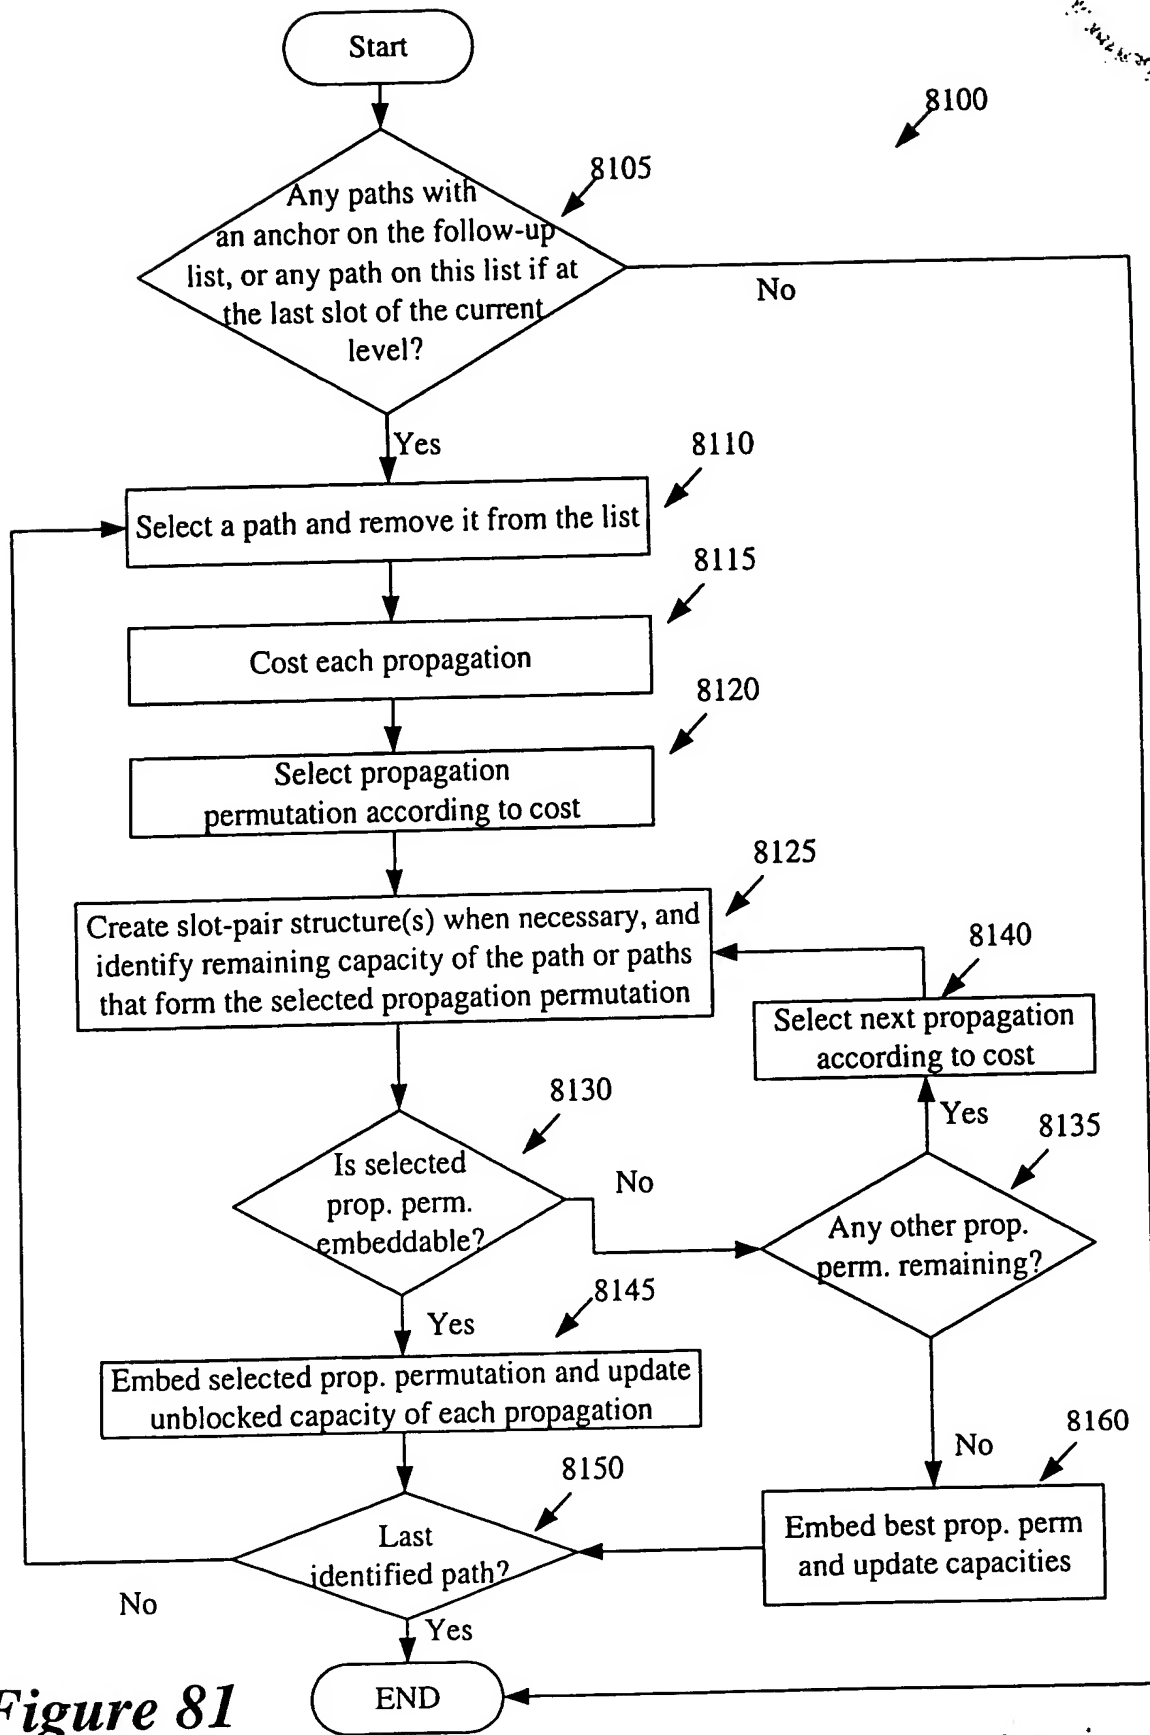 Start
8100
8105
Any paths with
an anchor on the follow-up
list, or any path on this list if at
the last slot of the current
level?
No
Yes
8110
Select a path and remove it from the list
8115
Cost each propagation
8120
Select propagation
permutation according to cost
8125
Create slot-pair structure(s) when necessary, and
identify remaining capacity of the path or paths
that form the selected propagation permutation
8140
Select next propagation
according to cost
8130
Is selected
prop. perm.
embeddable?
No
Yes
8135
Any other prop.
perm. remaining?
8145
Yes
Embed selected prop. permutation and update
unblocked capacity of each propagation
No
8160
8150
Embed best prop. perm
and update capacities
Last
identified path?
No
Yes
END
Figure 81